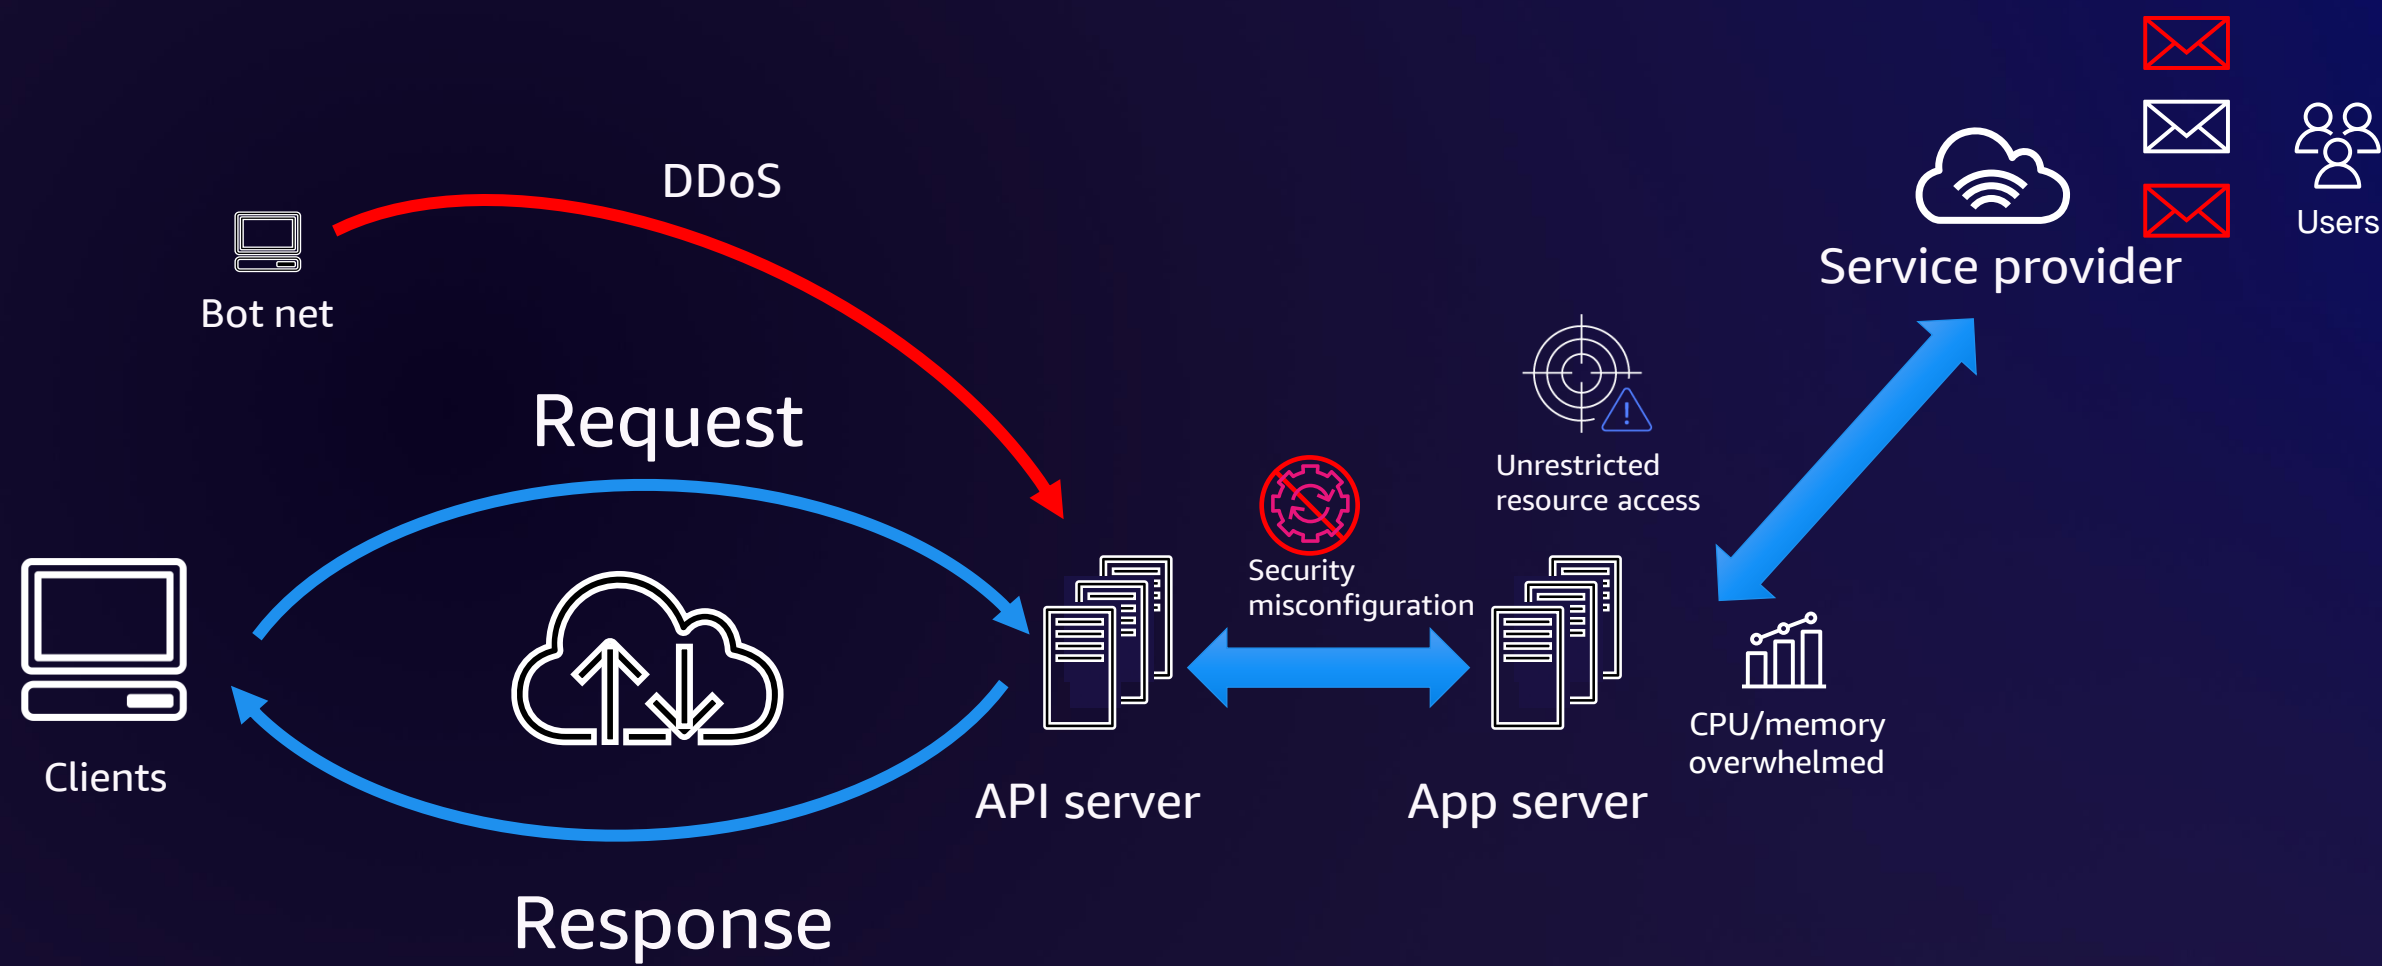 DDoS
Bot net
Users
Service provider
Request
Unrestricted
resource access
Security
misconfiguration
Clients
CPU/memory
overwhelmed
API server
App server
Response